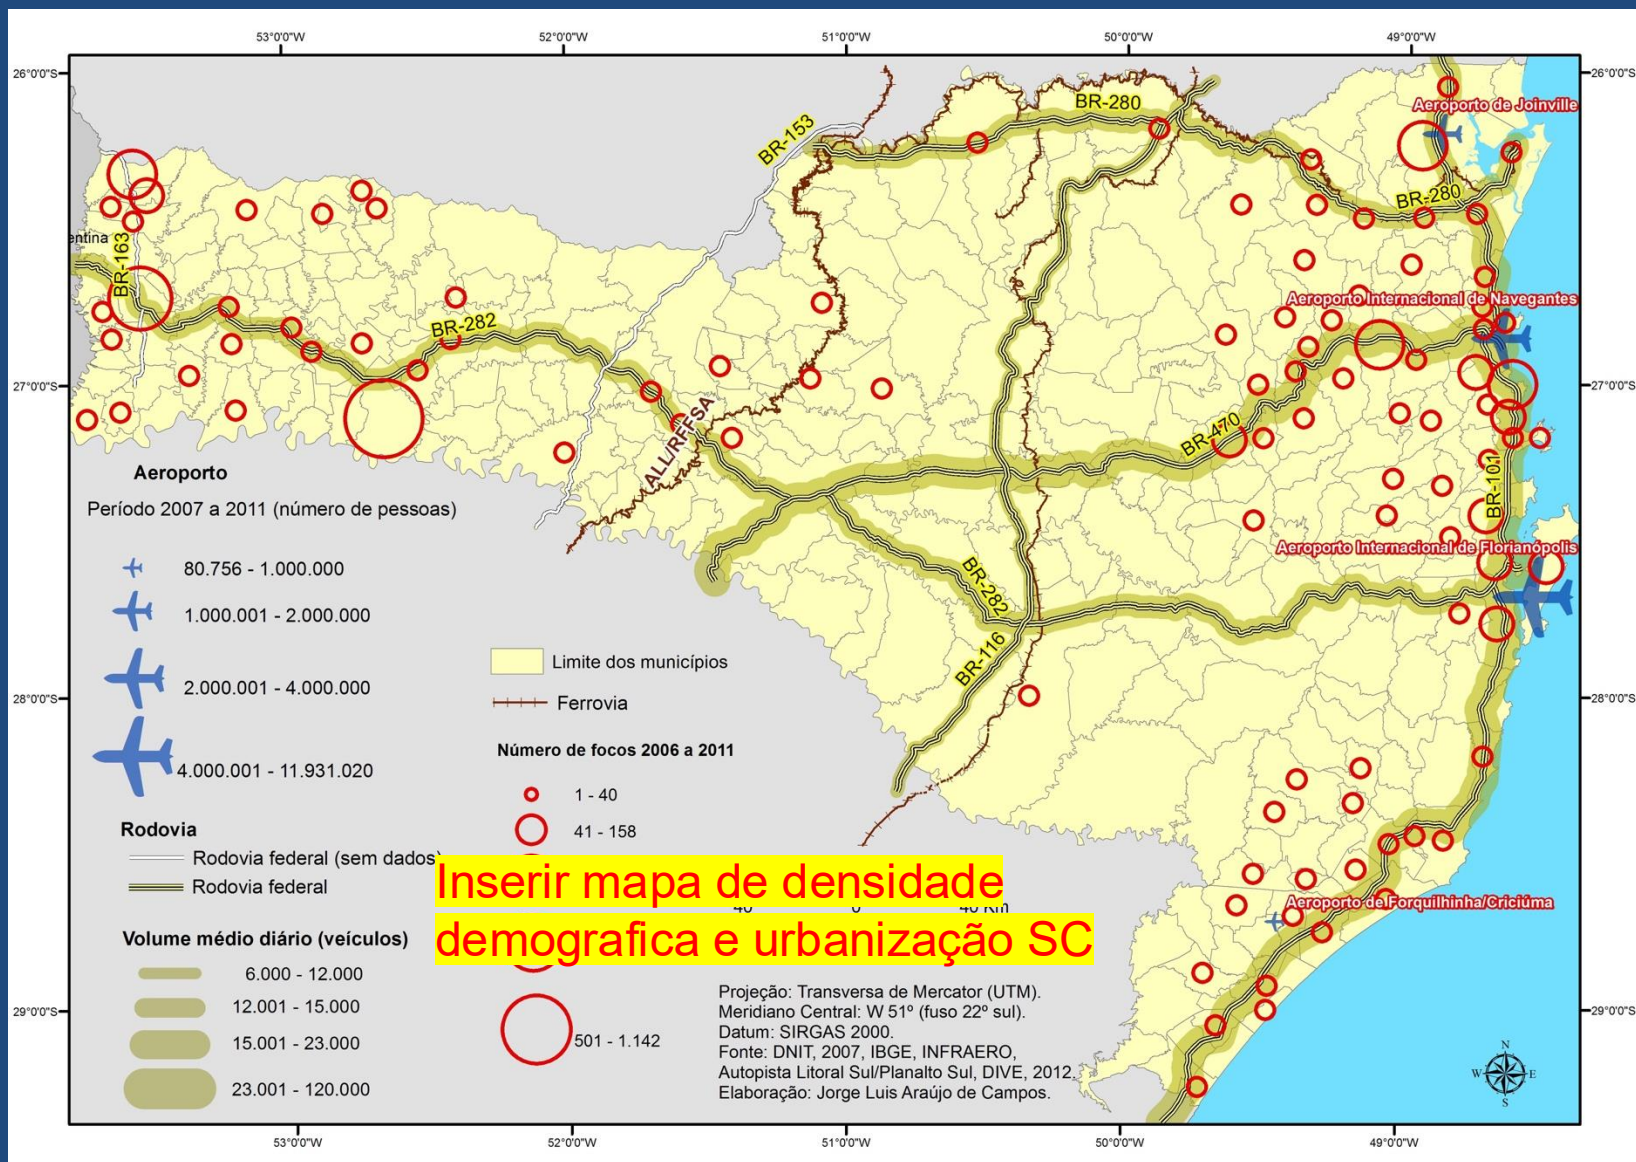 53°0'0"W
52°0'0"W
51°0'0"W
50°0'0"W
49°0'0"W
26°0'0"S
26°0'0"S
BR-280
Aeroporto de Joinville
BR-153
BR-280
entina
BR-163
Aeroporto Internacional de Navegantes
BR-282
27°0'0"S
27°0'0"S
ALL/RFFSA
BR-470
BR-101
Aeroporto Internacional de Florianópolis
BR-282
BR-116
28°0'0"S
28°0'0"S
Aeroporto de Forquilhinha/Criciúma
29°0'0"S
29°0'0"S
Aeroporto
Período 2007 a 2011 (número de pessoas)
80.756 - 1.000.000
1.000.001 - 2.000.000
2.000.001 - 4.000.000
4.000.001 - 11.931.020
Rodovia
Rodovia federal (sem dados)
Rodovia federal
Volume médio diário (veículos)
6.000 - 12.000
12.001 - 15.000
15.001 - 23.000
23.001 - 120.000
Limite dos municípios
Ferrovia
Número de focos 2006 a 2011
1 - 40
41 - 158
501 - 1.142
Inserir mapa de densidade
demografica e urbanização SC
40 0 40 Km
Projeção: Transversa de Mercator (UTM).
Meridiano Central: W 51º (fuso 22º sul).
Datum: SIRGAS 2000.
Fonte: DNIT, 2007, IBGE, INFRAERO,
Autopista Litoral Sul/Planalto Sul, DIVE, 2012.
Elaboração: Jorge Luis Araújo de Campos.
N
W
E
S
53°0'0"W
52°0'0"W
51°0'0"W
50°0'0"W
49°0'0"W